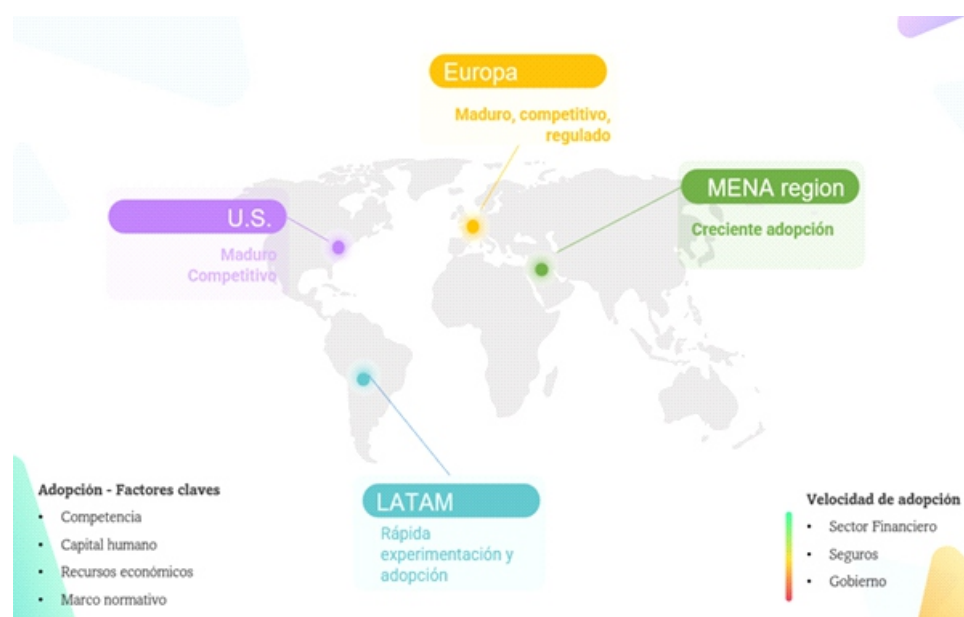 Europa
Maduro, competitivo,
regulado
MENA region
Creciente adopción
U.S.
Maduro
Competitivo
LATAM
Rápida
experimentación y
adopción
Adopción - Factores claves
• Competencia
• Capital humano
• Recursos económicos
• Marco normativo
Velocidad de adopción
• Sector Financiero
• Seguros
• Gobierno